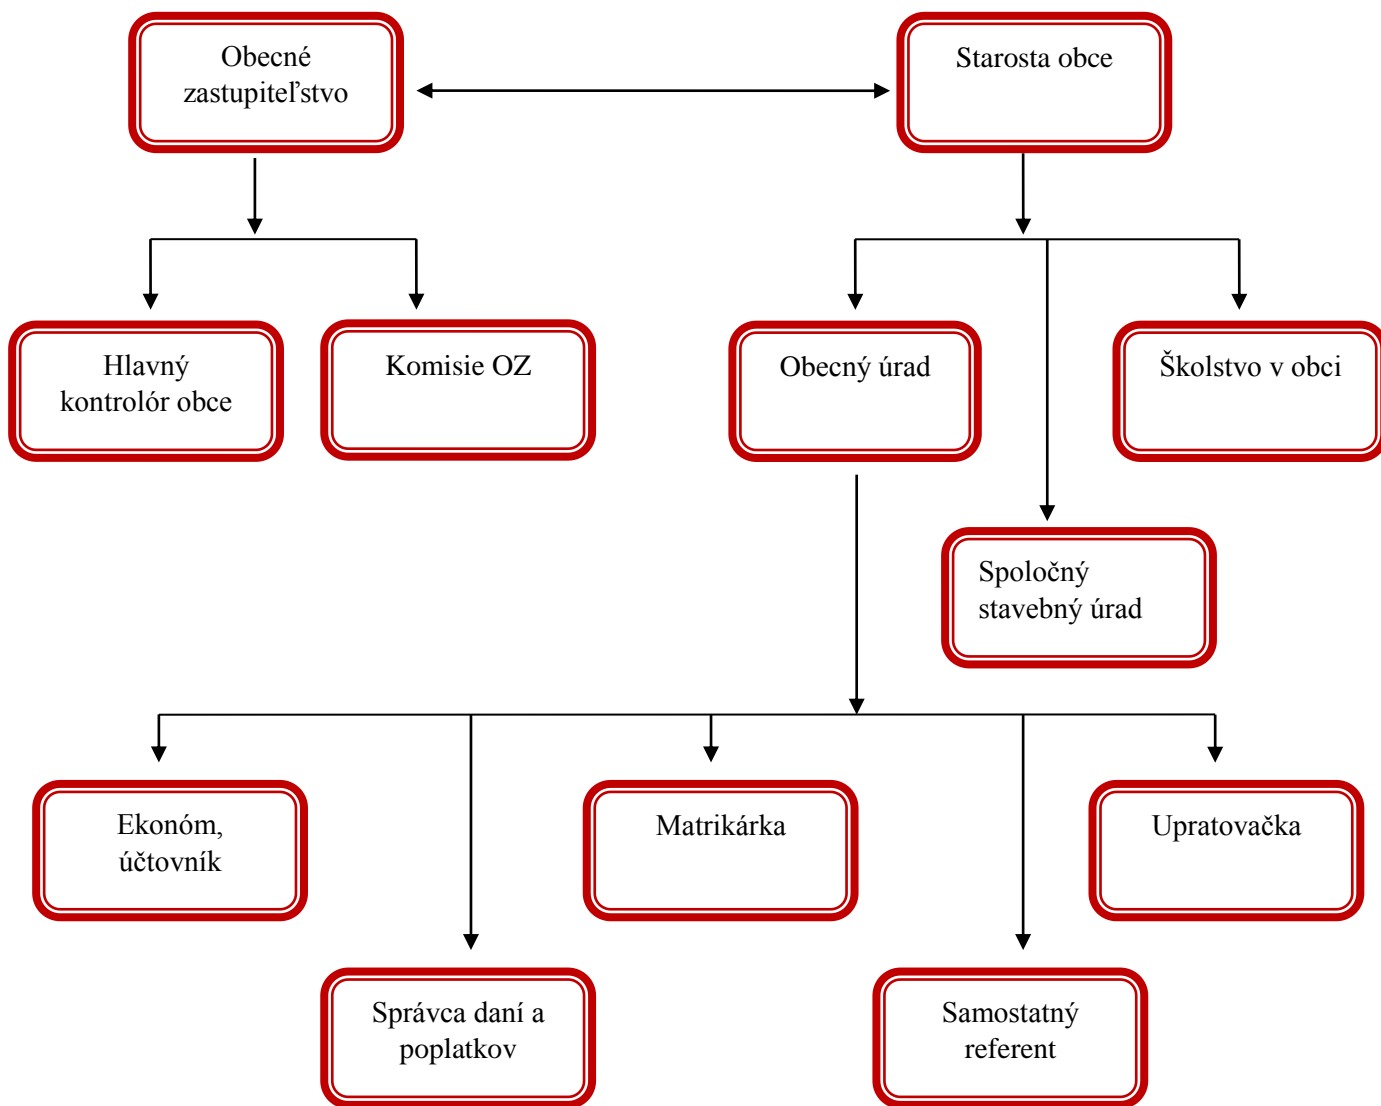 Obecné
zastupiteľstvo
Starosta obce
Hlavný
kontrolór obce
Komisie OZ
Obecný úrad
Školstvo v obci
Spoločný
stavebný úrad
Ekonóm,
účtovník
Matrikárka
Upratovačka
Správca daní a
poplatkov
Samostatný
referent